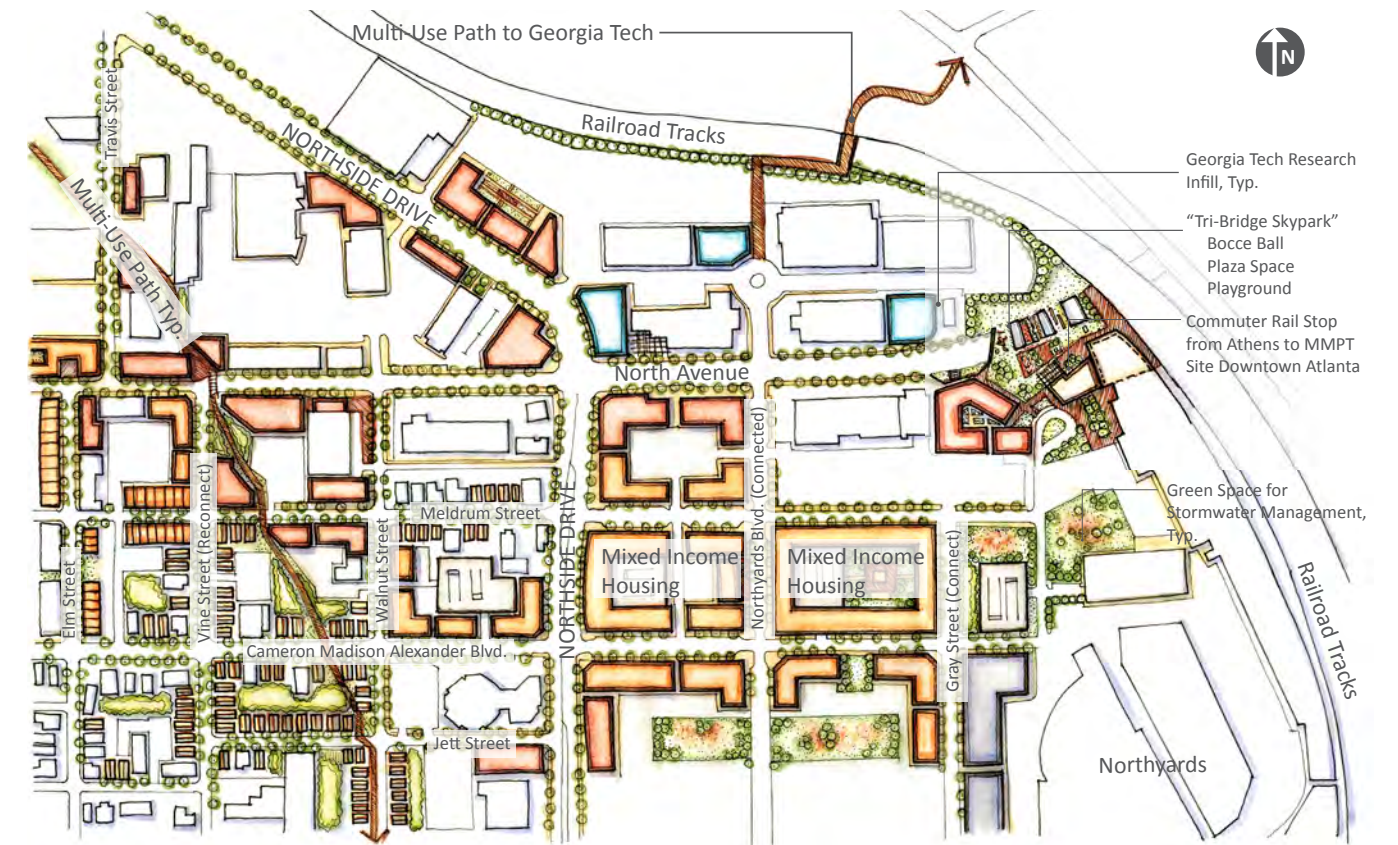 Multi-Use Path to Georgia Tech
N
Travis Street
Railroad Tracks
NORTHSIDE DRIVE
Georgia Tech Research
Infill, Typ.
Multi-Use Path Typ.
“Tri-Bridge Skypark”
Bocce Ball
Plaza Space
Playground
Commuter Rail Stop
from Athens to MMPT
Site Downtown Atlanta
North Avenue
Northyards Blvd. (Connected)
Vine Street (Reconnect)
Green Space for
Stormwater Management,
Typ.
Meldrum Street
NORTHSIDE DRIVE
Walnut Street
Elm Street
Mixed Income
Housing
Mixed Income
Housing
Gray Street (Connect)
Railroad Tracks
Cameron Madison Alexander Blvd.
Jett Street
Northyards